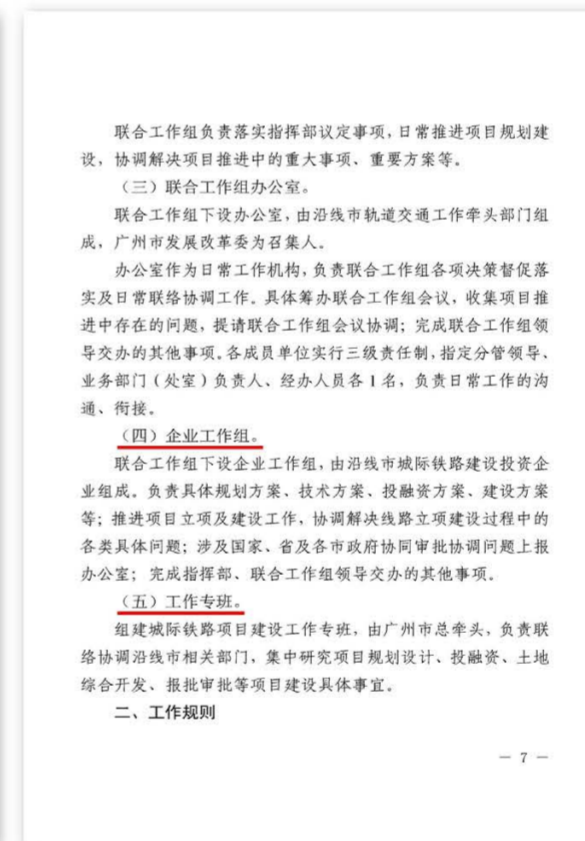 联合工作组负责落实指挥部议定事项，日常推进项目规划建
设，协调解决项目推进中的重大事项、重要方案等。
（三）联合工作组办公室。
联合工作组下设办公室，由沿线市轨道交通工作牵头部门组
成，广州市发展改革委为召集人。
办公室作为日常工作机构，负责联合工作组各项决策督促落
实及日常联络协调工作。具体筹办联合工作组会议，收集项目推
进中存在的问题，提请联合工作组会议协调；完成联合工作组领
导交办的其他事项。各成员单位实行三级责任制，指定分管领导、
业务部门（处室）负责人、经办人员各1名，负责日常工作的沟
通、衔接。
（四）企业工作组。
联合工作组下设企业工作组，由沿线市城际铁路建设投资企
业组成。负责具体规划方案、技术方案、投融资方案、建设方案
等；推进项目立项及建设工作，协调解决线路立项建设过程中的
各类具体问题；涉及国家、省及各市政府协同审批协调问题上报
办公室；完成指挥部、联合工作组领导交办的其他事项。
（五）工作专班。
组建城际铁路项目建设工作专班，由广州市总牵头，负责联
络协调沿线市相关部门，集中研究项目规划设计、投融资、土地
综合开发、报批审批等项目建设具体事宜。
二、工作规则
— 7 —